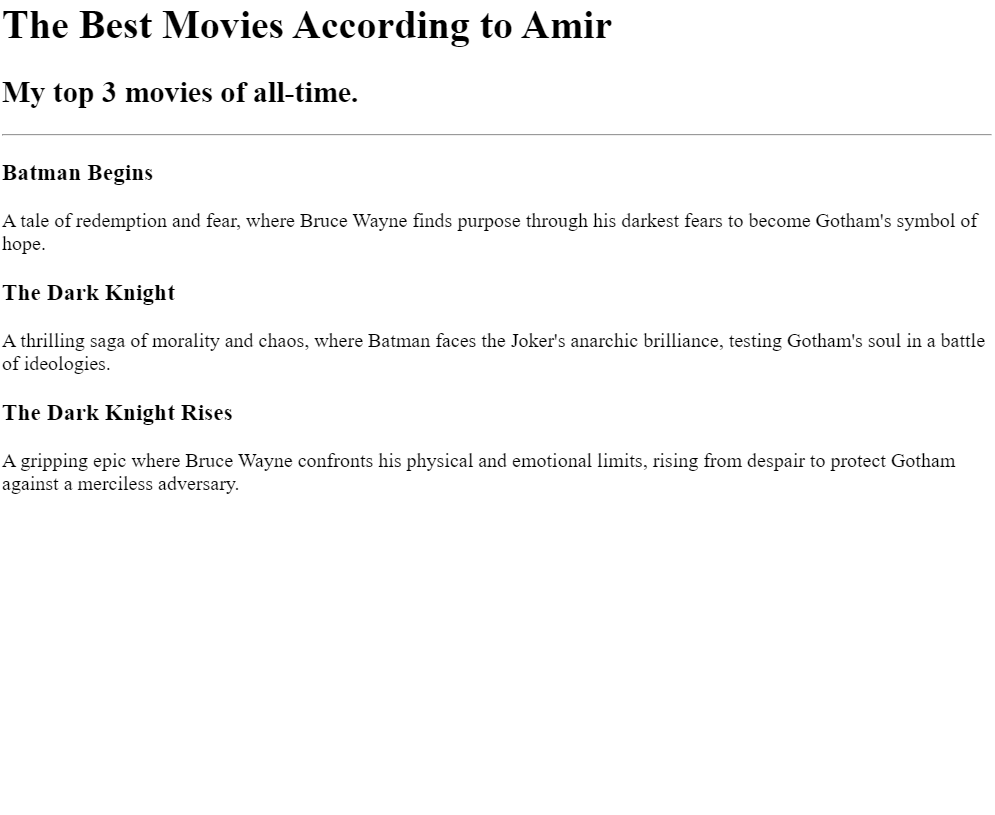 The Best Movies According to Amir
My top 3 movies of all-time.
Batman Begins
A tale of redemption and fear, where Bruce Wayne finds purpose through his darkest fears to become Gotham's symbol of
hope.
The Dark Knight
A thrilling saga of morality and chaos, where Batman faces the Joker's anarchic brilliance, testing Gotham's soul in a battle
of ideologies.
The Dark Knight Rises
A gripping epic where Bruce Wayne confronts his physical and emotional limits, rising from despair to protect Gotham
against a merciless adversary.